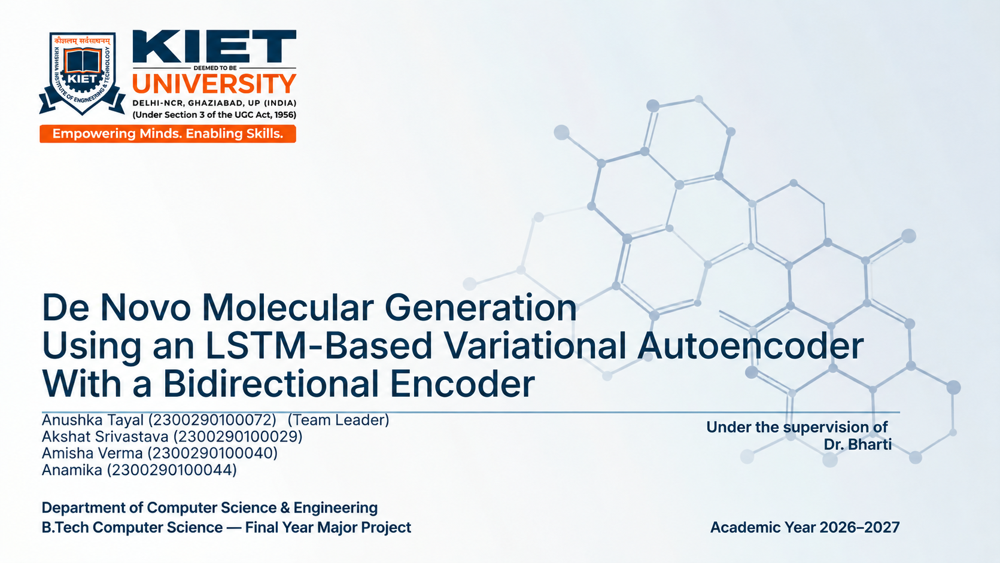 कौशलम् सर्वसाधनम्
KRISHNA INSTITUTE OF ENGINEERING & TECHNOLOGY
KIET
KIET
DEEMED TO BE
UNIVERSITY
DELHI-NCR, GHAZIABAD, UP (INDIA)
(Under Section 3 of the UGC Act, 1956)
Empowering Minds. Enabling Skills.
De Novo Molecular Generation
Using an LSTM-Based Variational Autoencoder
With a Bidirectional Encoder
Anushka Tayal (2300290100072) (Team Leader)
Akshat Srivastava (2300290100029)
Amisha Verma (2300290100040)
Anamika (2300290100044)
Under the supervision of
Dr. Bharti
Department of Computer Science & Engineering
B.Tech Computer Science — Final Year Major Project
Academic Year 2026–2027